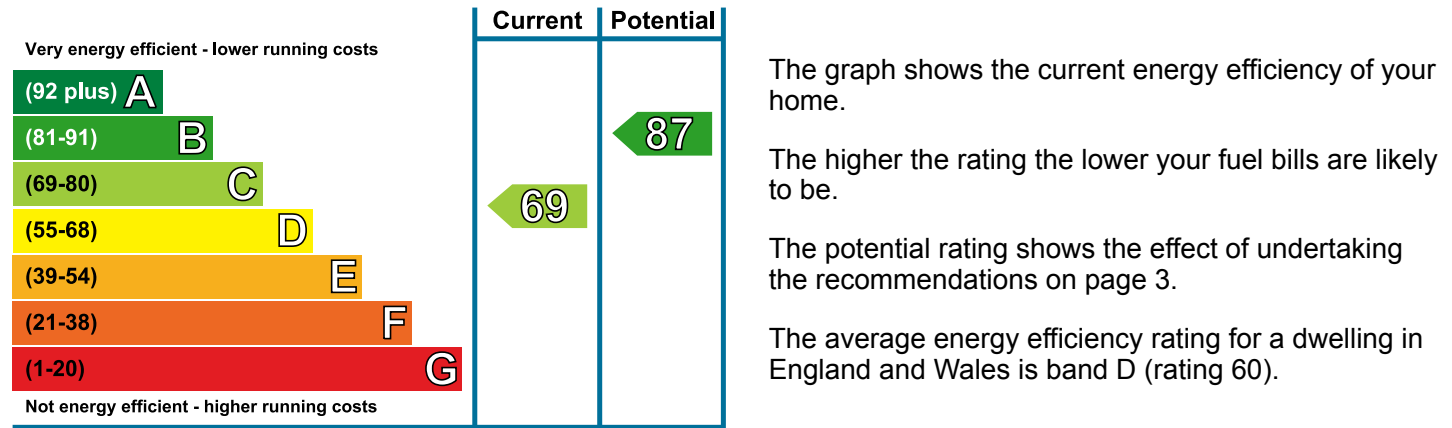 Current Potential
Very energy efficient - lower running costs
(92 plus) A
(81-91) B
87
(69-80) C
69
(55-68) D
(39-54) E
(21-38) F
(1-20) G
Not energy efficient - higher running costs
The graph shows the current energy efficiency of your
home.
The higher the rating the lower your fuel bills are likely
to be.
The potential rating shows the effect of undertaking
the recommendations on page 3.
The average energy efficiency rating for a dwelling in
England and Wales is band D (rating 60).